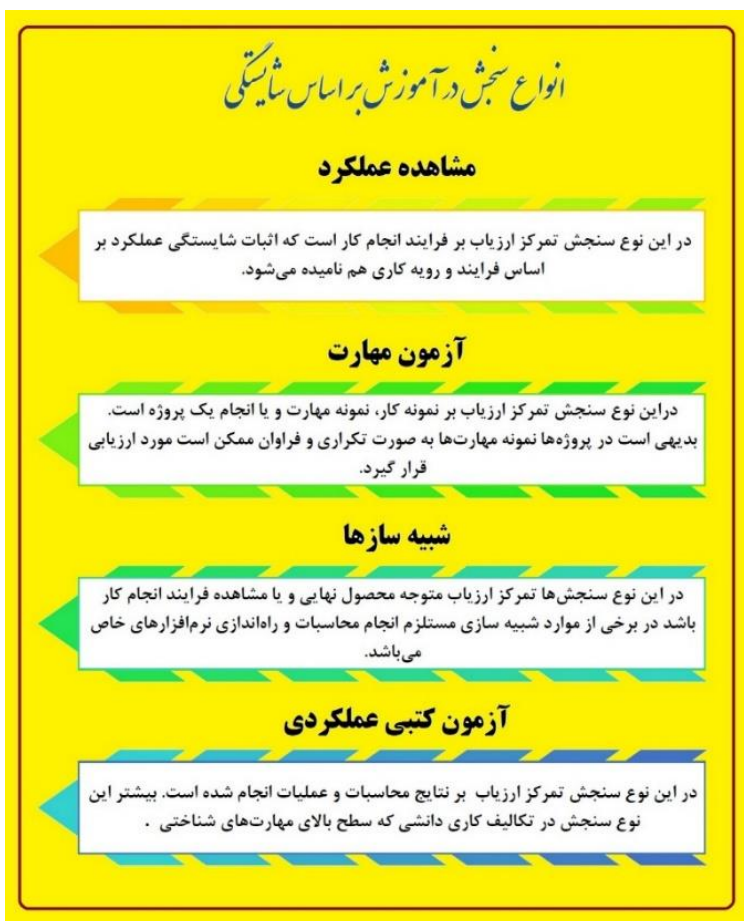 انواع سنجش در آموزش بر اساس شایستگی
مشاهده عملکرد
در این نوع سنجش تمرکز ارزیاب بر فرایند انجام کار است که اثبات شایستگی عملکرد بر
اساس فرایند و رویه کاری هم نامیده می‌شود.
آزمون مهارت
دراین نوع سنجش تمرکز ارزیاب بر نمونه کار، نمونه مهارت و یا انجام یک پروژه است.
بدیهی است در پروژه‌ها نمونه مهارت‌ها به صورت تکراری و فراوان ممکن است مورد ارزیابی
قرار گیرد.
شبیه سازها
در این نوع سنجش‌ها تمرکز ارزیاب متوجه محصول نهایی و یا مشاهده فرایند انجام کار
باشد در برخی از موارد شبیه سازی مستلزم انجام محاسبات و راه‌اندازی نرم‌افزارهای خاص
می‌باشد.
آزمون کتبی عملکردی
در این نوع سنجش تمرکز ارزیاب بر نتایج محاسبات و عملیات انجام شده است. بیشتر این
نوع سنجش در تکالیف کاری دانشی که سطح بالای مهارت‌های شناختی .